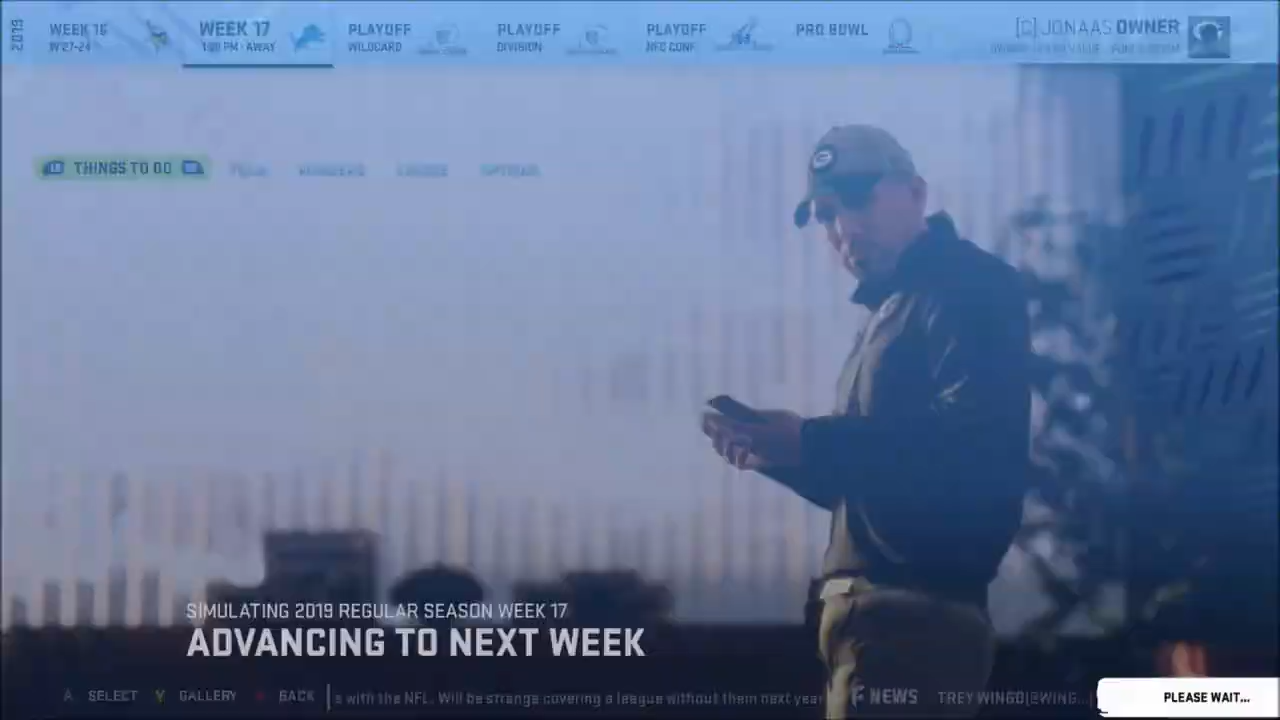 2019
WEEK 16
W 27-24
WEEK 17
1:00 PM · AWAY
PLAYOFF
WILDCARD
PLAYOFF
DIVISION
PLAYOFF
NFC CONF
PRO BOWL
[C] JONAAS OWNER
THINGS TO DO
SIMULATING 2019 REGULAR SEASON WEEK 17
ADVANCING TO NEXT WEEK
A SELECT Y GALLERY BACK
s with the NFL. Will be strange covering a league without them next year
NEWS
TREY WINGO[@WING...]
PLEASE WAIT...